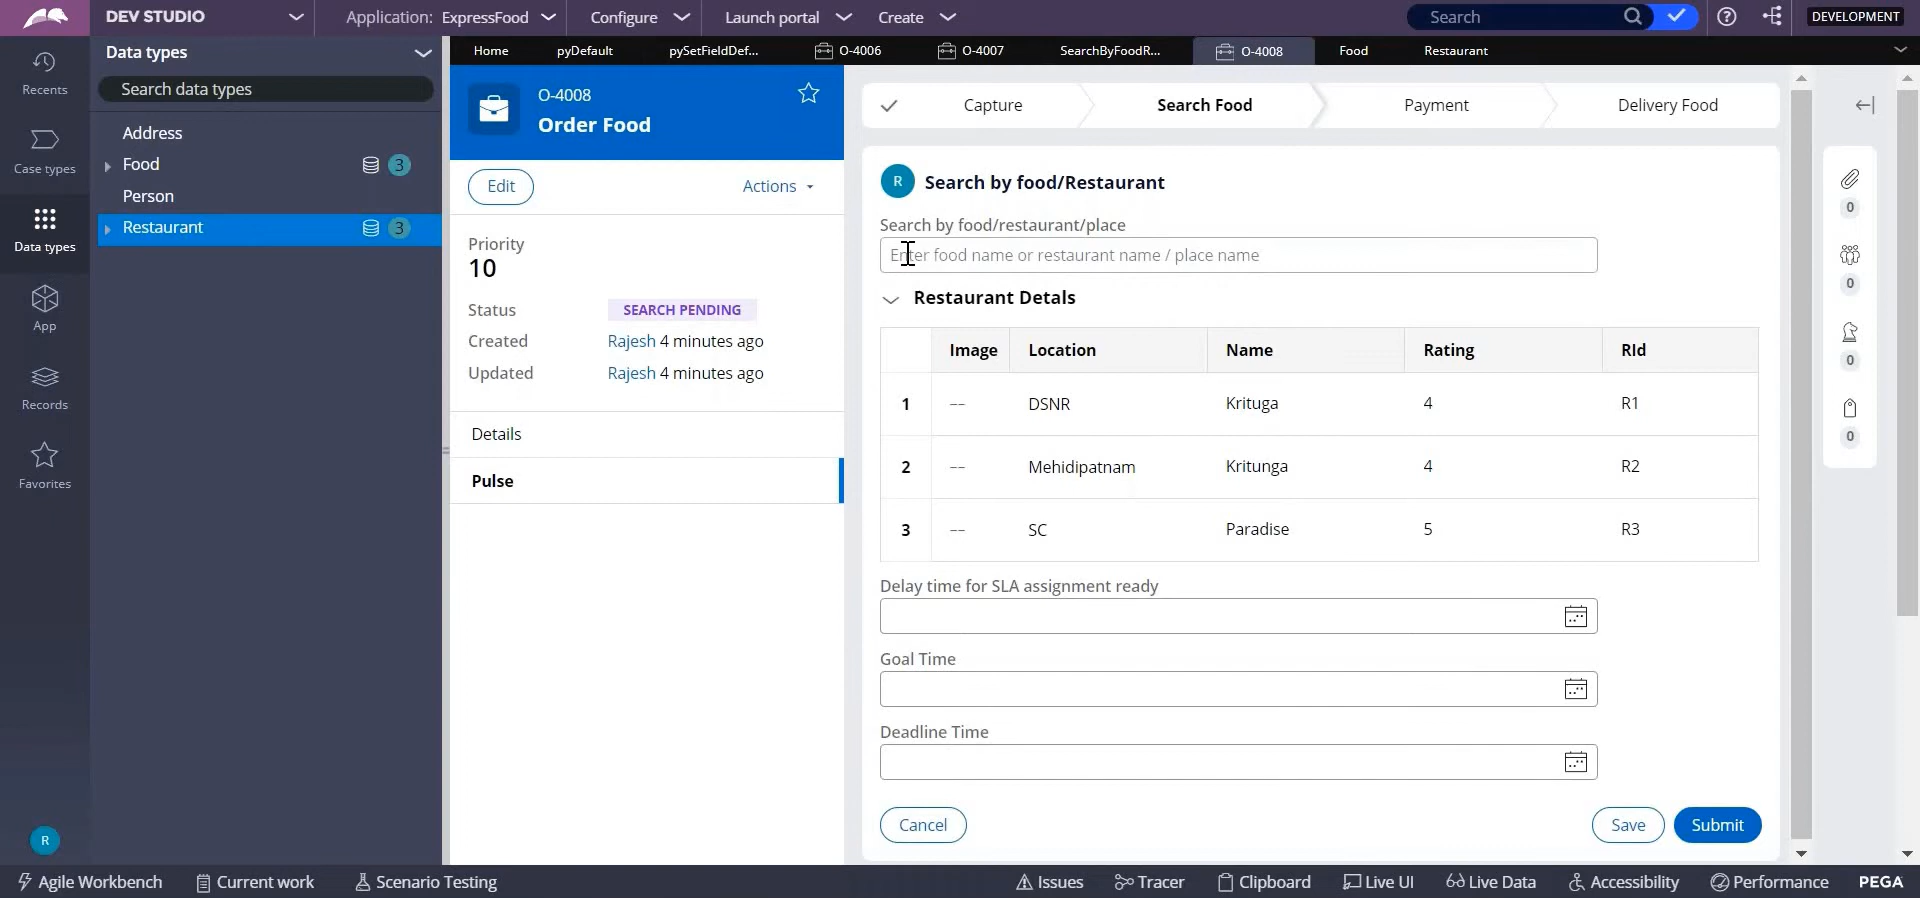 DEV STUDIO
Application: ExpressFood
Configure
Launch portal
Create
Search
DEVELOPMENT
Recents
Case types
Data types
App
Records
Favorites
R
Data types
Search data types
Address
Food 3
Person
Restaurant 3
Home
pyDefault
pySetFieldDef...
O-4006
O-4007
SearchByFoodR...
O-4008
Food
Restaurant
O-4008
Order Food
Edit
Actions
Priority
10
Status SEARCH PENDING
Created Rajesh 4 minutes ago
Updated Rajesh 4 minutes ago
Details
Pulse
Capture
Search Food
Payment
Delivery Food
R Search by food/Restaurant
Search by food/restaurant/place
Enter food name or restaurant name / place name
Restaurant Details
Image Location Name Rating RId
1 –– DSNR Krituga 4 R1
2 –– Mehidipatnam Kritunga 4 R2
3 –– SC Paradise 5 R3
Delay time for SLA assignment ready
Goal Time
Deadline Time
Cancel
Save
Submit
0
0
0
0
Agile Workbench
Current work
Scenario Testing
Issues
Tracer
Clipboard
Live UI
Live Data
Accessibility
Performance
PEGA